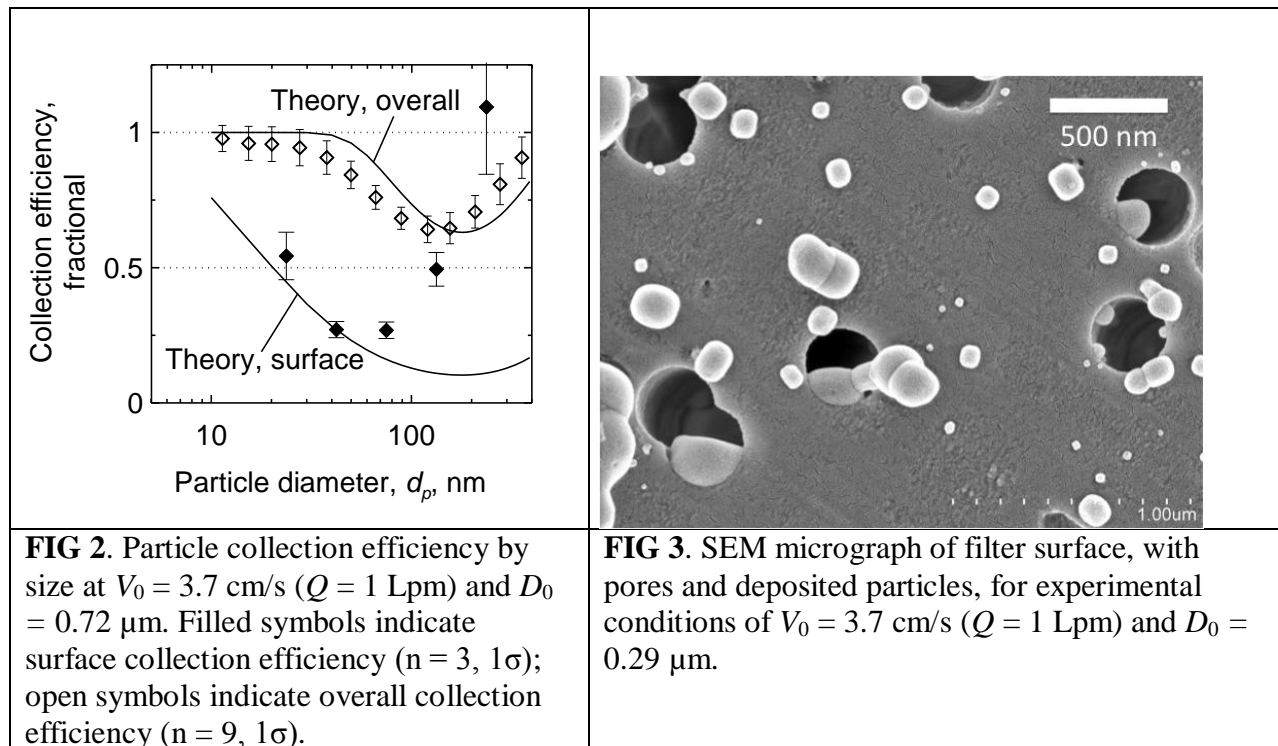 Collection efficiency,
fractional
1
0.5
0
Theory, overall
Theory, surface
10
100
Particle diameter, dp, nm
500 nm
1.00um
FIG 2. Particle collection efficiency by
size at V0 = 3.7 cm/s (Q = 1 Lpm) and D0
= 0.72 µm. Filled symbols indicate
surface collection efficiency (n = 3, 1σ);
open symbols indicate overall collection
efficiency (n = 9, 1σ).
FIG 3. SEM micrograph of filter surface, with
pores and deposited particles, for experimental
conditions of V0 = 3.7 cm/s (Q = 1 Lpm) and D0 =
0.29 µm.